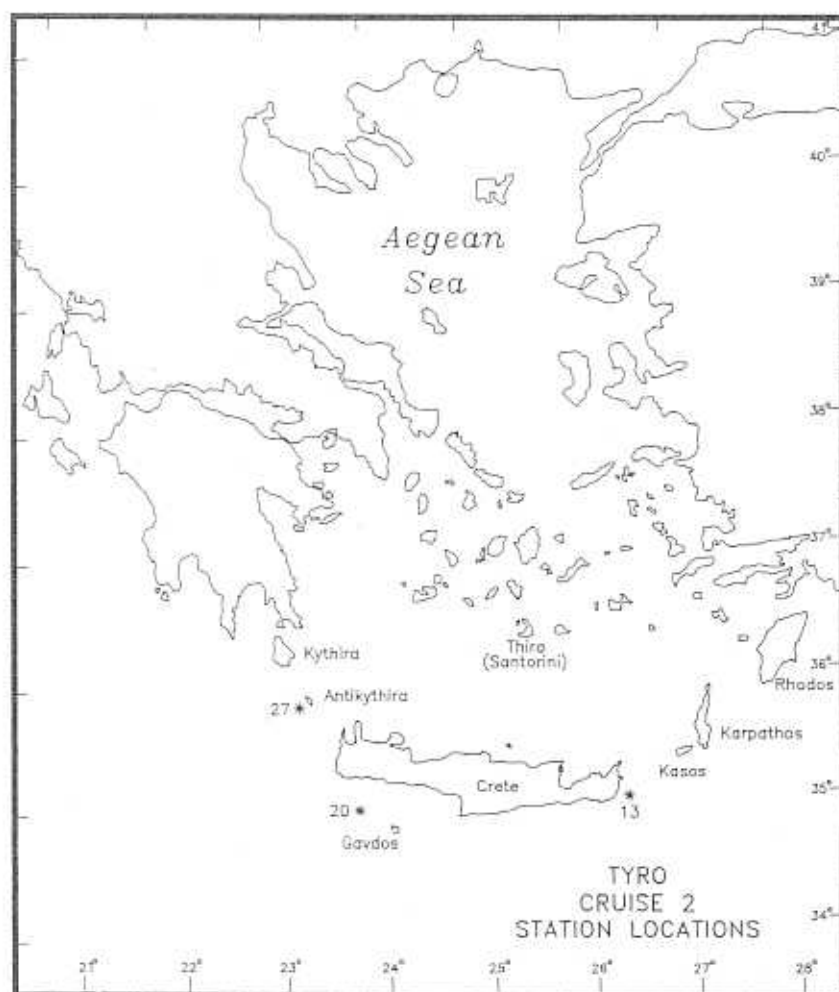 41°
40°
Aegean
Sea
39°
38°
37°
Kythira
Thira
(Santorini)
36°
Rhodos
27 * Antikythira
Karpathos
Kasos
Crete
35°
20 *
* 13
Gavdos
TYRO
CRUISE 2
STATION LOCATIONS
34°
21° 22° 23° 24° 25° 26° 27° 28°